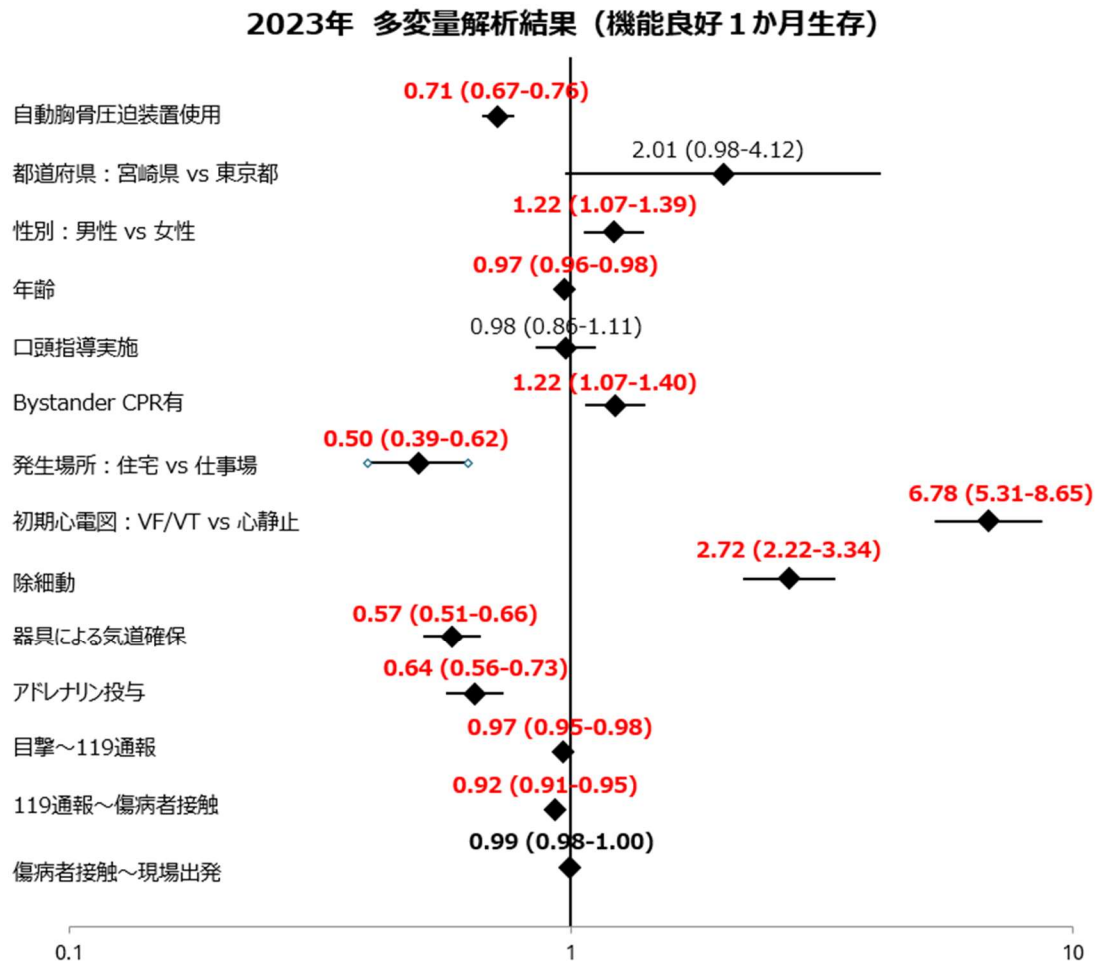 2023年 多変量解析結果（機能良好１か月生存）
0.71 (0.67-0.76)
自動胸骨圧迫装置使用
2.01 (0.98-4.12)
都道府県：宮崎県 vs 東京都
1.22 (1.07-1.39)
性別：男性 vs 女性
0.97 (0.96-0.98)
年齢
0.98 (0.86-1.11)
口頭指導実施
1.22 (1.07-1.40)
Bystander CPR有
0.50 (0.39-0.62)
発生場所：住宅 vs 仕事場
6.78 (5.31-8.65)
初期心電図：VF/VT vs 心静止
2.72 (2.22-3.34)
除細動
0.57 (0.51-0.66)
器具による気道確保
0.64 (0.56-0.73)
アドレナリン投与
0.97 (0.95-0.98)
目撃～119通報
0.92 (0.91-0.95)
119通報～傷病者接触
0.99 (0.98-1.00)
傷病者接触～現場出発
0.1 1 10